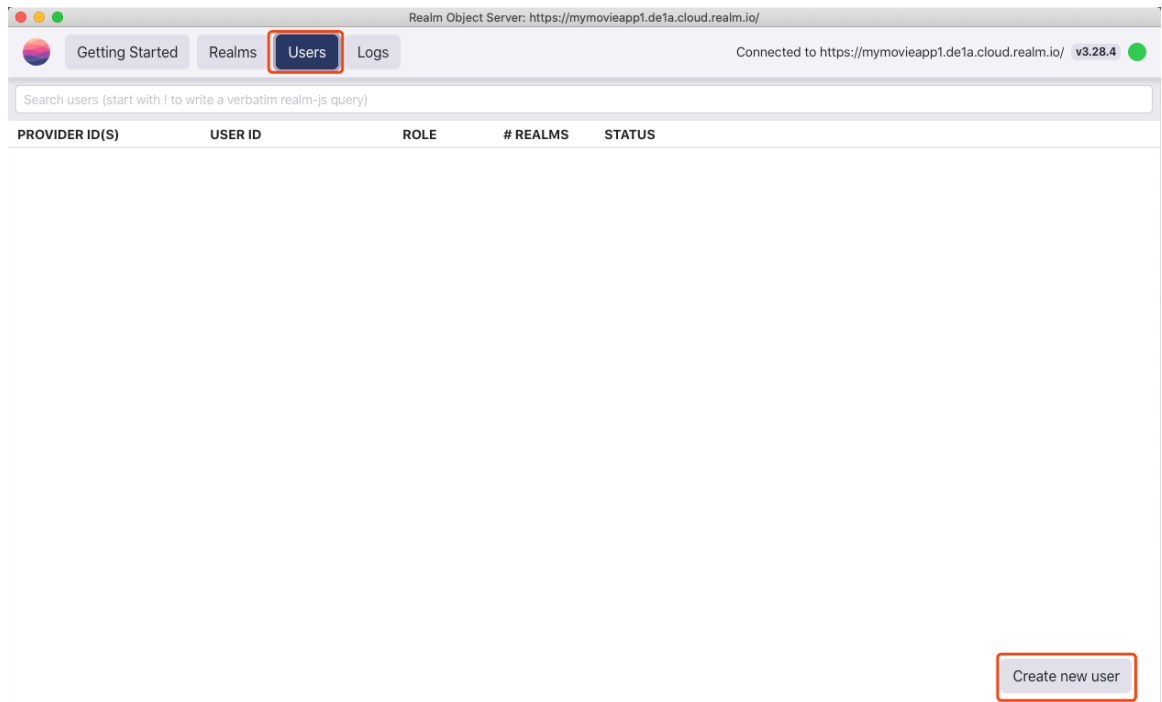 Realm Object Server: https://mymovieapp1.de1a.cloud.realm.io/
Getting Started Realms Users Logs Connected to https://mymovieapp1.de1a.cloud.realm.io/ v3.28.4
Search users (start with ! to write a verbatim realm-js query)
PROVIDER ID(S) USER ID ROLE # REALMS STATUS
Create new user